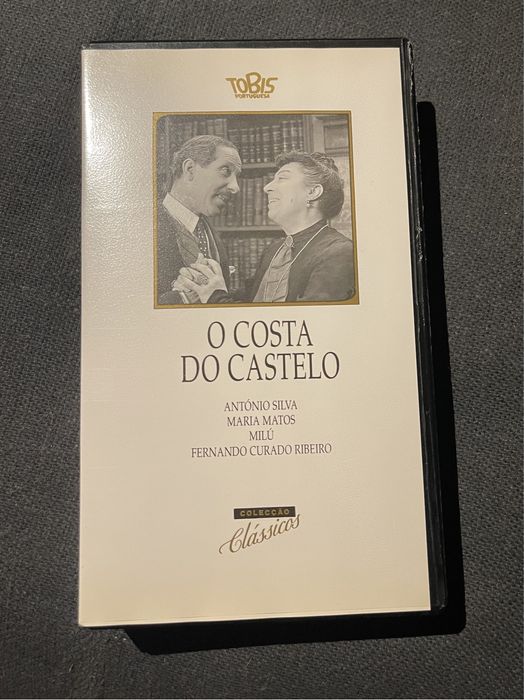 TOBIS
PORTUGUESA
O COSTA
DO CASTELO
ANTÓNIO SILVA
MARIA MATOS
MILÚ
FERNANDO CURADO RIBEIRO
COLECÇÃO
Clássicos